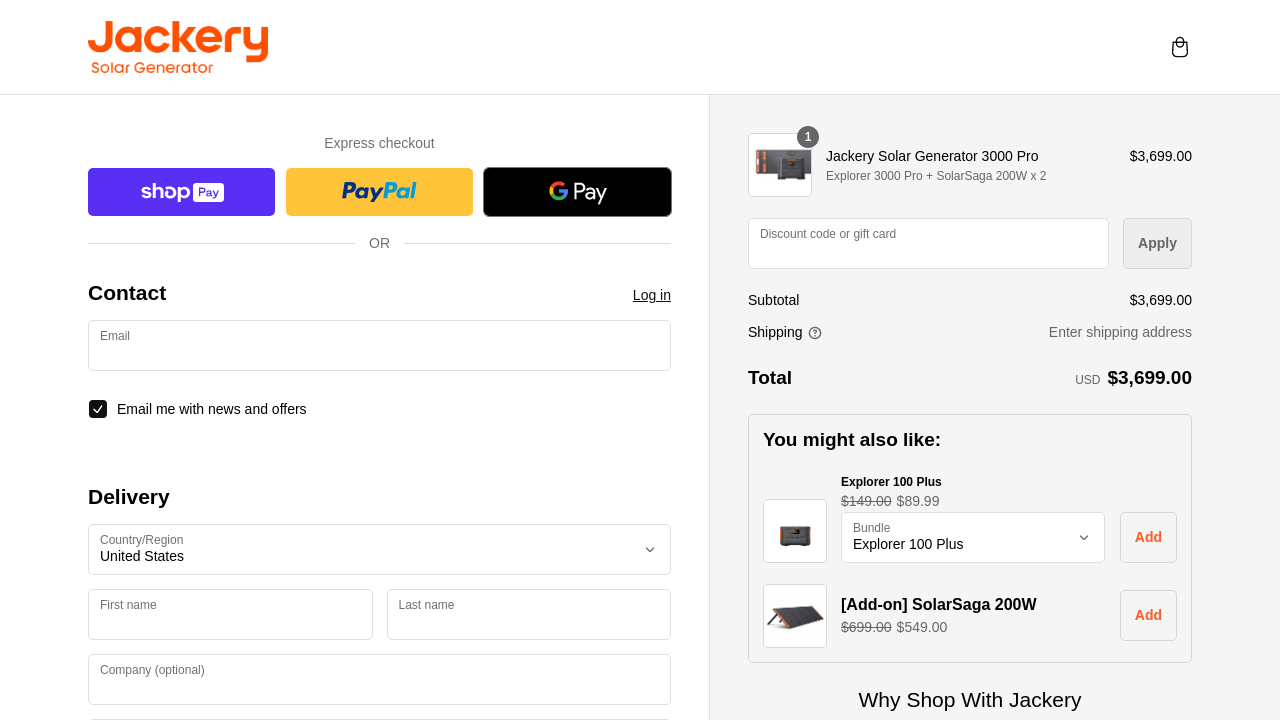 Jackery
Solar Generator
Express checkout
shop Pay
PayPal
G Pay
OR
Contact
Log in
Email
Email me with news and offers
Delivery
Country/Region
United States
First name
Last name
Company (optional)
1
Jackery Solar Generator 3000 Pro
$3,699.00
Explorer 3000 Pro + SolarSaga 200W x 2
Discount code or gift card
Apply
Subtotal
$3,699.00
Shipping
Enter shipping address
Total
USD $3,699.00
You might also like:
Explorer 100 Plus
$149.00 $89.99
Bundle
Explorer 100 Plus
Add
[Add-on] SolarSaga 200W
$699.00 $549.00
Add
Why Shop With Jackery